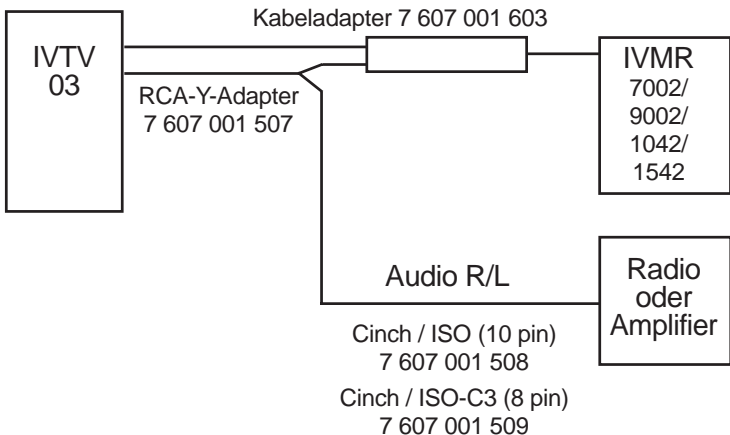 Kabeladapter 7 607 001 603
IVTV
03
RCA-Y-Adapter
7 607 001 507
IVMR
7002/
9002/
1042/
1542
Audio R/L
Radio
oder
Amplifier
Cinch / ISO (10 pin)
7 607 001 508
Cinch / ISO-C3 (8 pin)
7 607 001 509